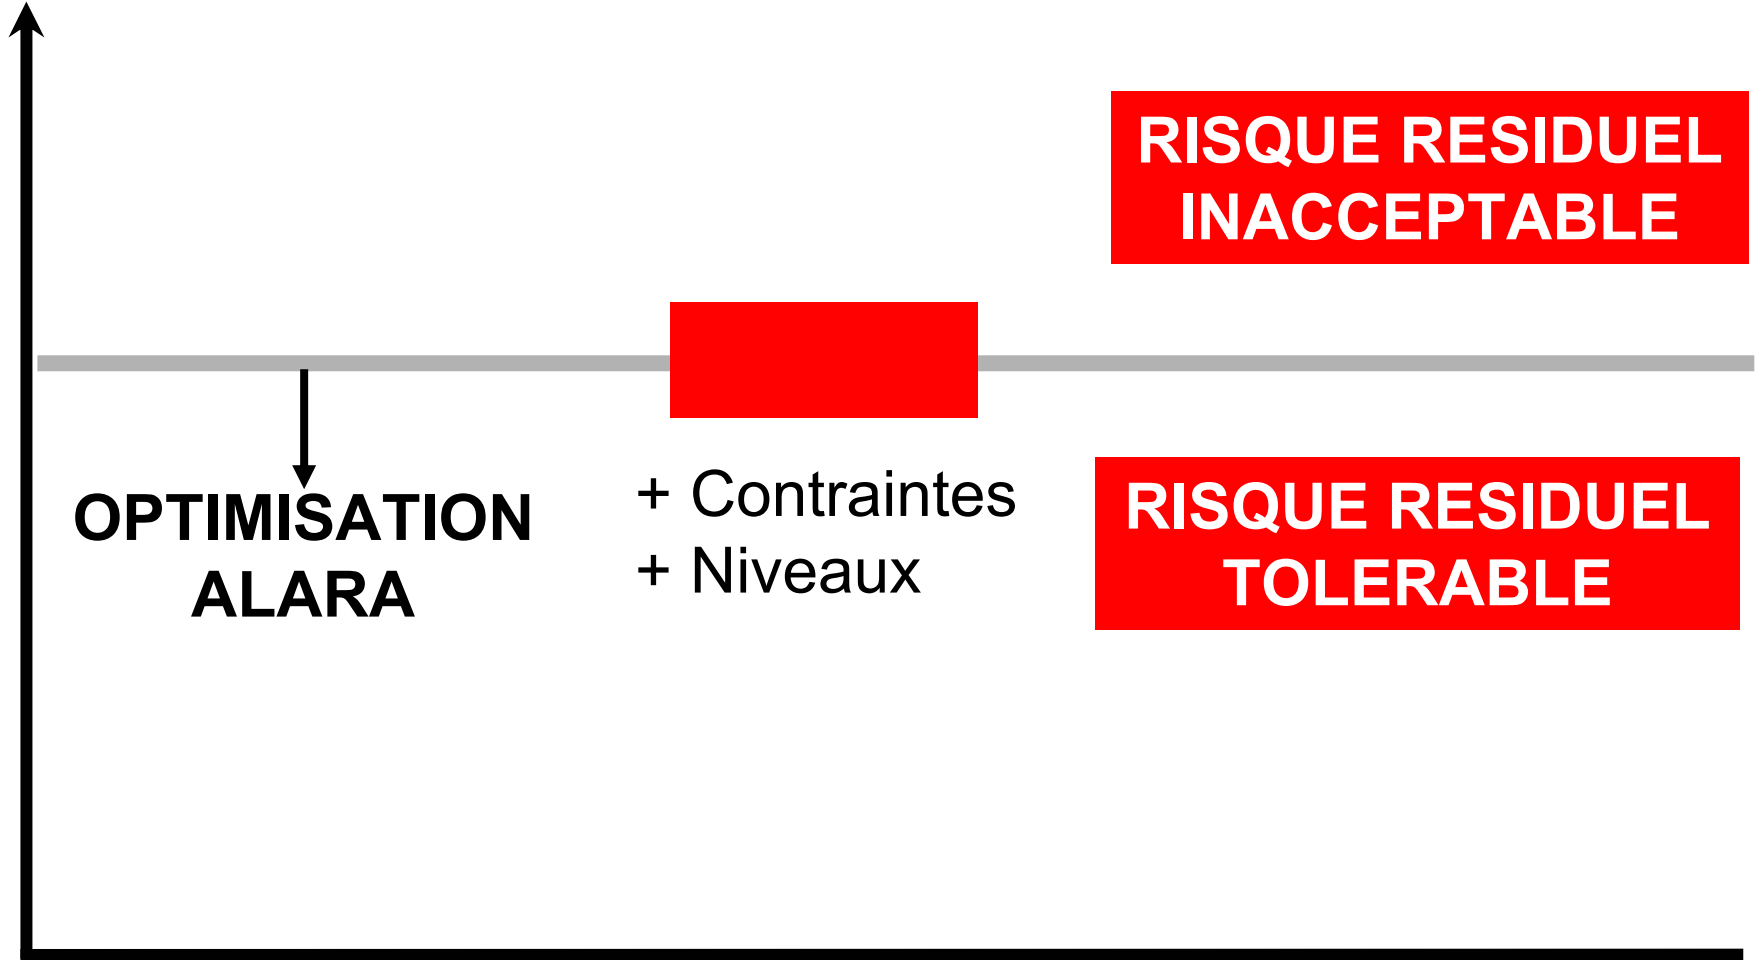 RISQUE RESIDUEL
INACCEPTABLE
OPTIMISATION
ALARA
+ Contraintes
+ Niveaux
RISQUE RESIDUEL
TOLERABLE